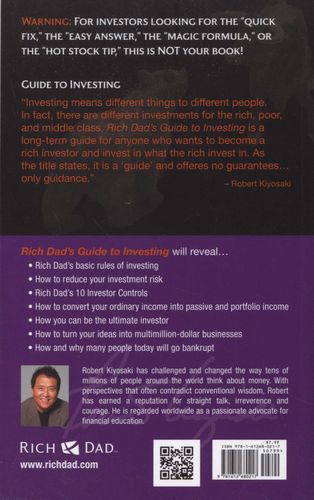 WARNING: FOR INVESTORS LOOKING FOR THE "QUICK
FIX," THE "EASY ANSWER," THE "MAGIC FORMULA," OR
THE "HOT STOCK TIP," THIS IS NOT YOUR BOOK!
GUIDE TO INVESTING
"Investing means different things to different people.
In fact, there are different investments for the rich, poor,
and middle class. Rich Dad's Guide to Investing is a
long-term guide for anyone who wants to become a
rich investor and invest in what the rich invest in. As
the title states, it is a 'guide' and offeres no guarantees...
only guidance."
– Robert Kiyosaki
Rich Dad's Guide to Investing will reveal…
• Rich Dad's basic rules of investing
• How to reduce your investment risk
• Rich Dad's 10 Investor Controls
• How to convert your ordinary income into passive and portfolio income
• How you can be the ultimate investor
• How to turn your ideas into multimillion-dollar businesses
• How and why many people today will go bankrupt
Robert Kiyosaki has challenged and changed the way tens of
millions of people around the world think about money. With
perspectives that often contradict conventional wisdom, Robert
has earned a reputation for straight talk, irreverence and
courage. He is regarded worldwide as a passionate advocate for
financial education.
RICH DAD
www.richdad.com
ISBN 978-1-61268-021-7
50799
9 781612 680217